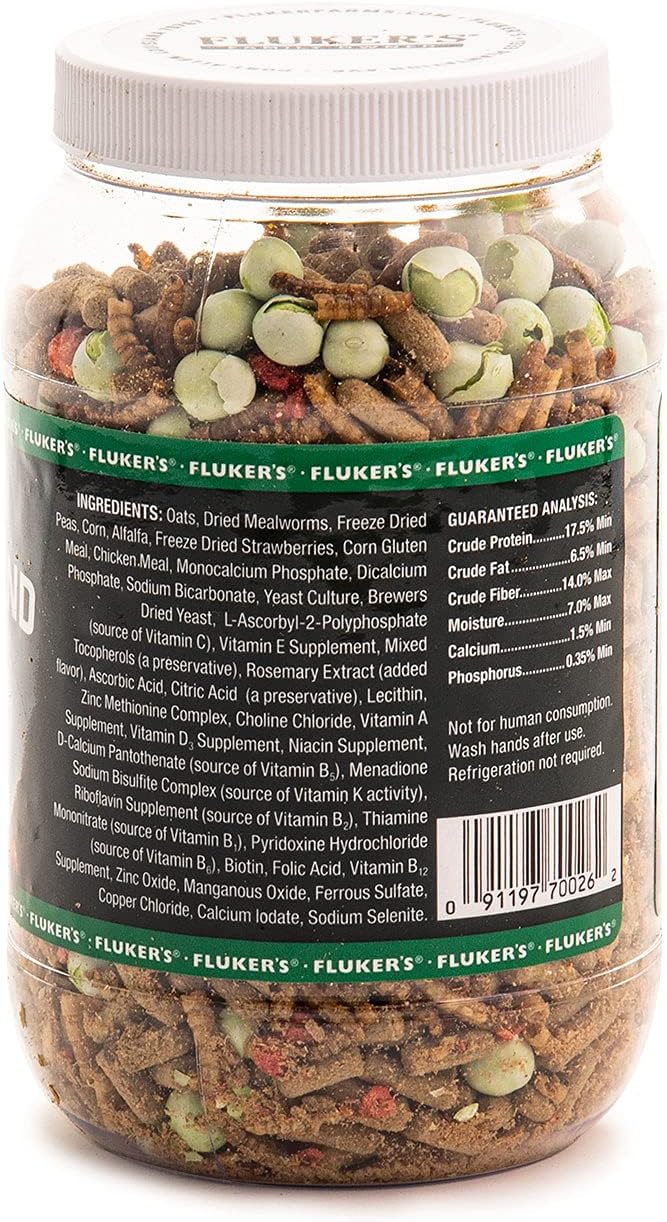 FLUKERFARMS.COM
FLUKER'S
FAMILY OWNED
· FLUKER'S® · FLUKER'S® · FLUKER'S® · FLUKER'S® · FLUKER'S®
ND
INGREDIENTS: Oats, Dried Mealworms, Freeze Dried
Peas, Corn, Alfalfa, Freeze Dried Strawberries, Corn Gluten
Meal, Chicken Meal, Monocalcium Phosphate, Dicalcium
Phosphate, Sodium Bicarbonate, Yeast Culture, Brewers
Dried Yeast, L-Ascorbyl-2-Polyphosphate
(source of Vitamin C), Vitamin E Supplement, Mixed
Tocopherols (a preservative), Rosemary Extract (added
flavor), Ascorbic Acid, Citric Acid (a preservative), Lecithin,
Zinc Methionine Complex, Choline Chloride, Vitamin A
Supplement, Vitamin D₃ Supplement, Niacin Supplement,
D-Calcium Pantothenate (source of Vitamin B₅), Menadione
Sodium Bisulfite Complex (source of Vitamin K activity),
Riboflavin Supplement (source of Vitamin B₂), Thiamine
Mononitrate (source of Vitamin B₁), Pyridoxine Hydrochloride
(source of Vitamin B₆), Biotin, Folic Acid, Vitamin B₁₂
Supplement, Zinc Oxide, Manganous Oxide, Ferrous Sulfate,
Copper Chloride, Calcium Iodate, Sodium Selenite.
GUARANTEED ANALYSIS:
Crude Protein..........17.5% Min
Crude Fat................6.5% Min
Crude Fiber.............14.0% Max
Moisture.................7.0% Max
Calcium..................1.5% Min
Phosphorus............0.35% Min
Not for human consumption.
Wash hands after use.
Refrigeration not required.
0 91197 70026 2
· FLUKER'S® · FLUKER'S® · FLUKER'S® · FLUKER'S® · FLUKER'S®